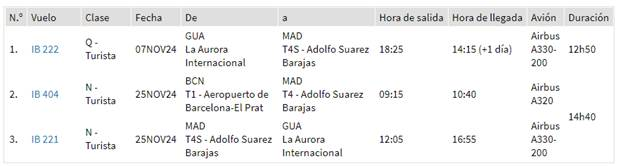 N.º Vuelo Clase Fecha De a Hora de salida Hora de llegada Avión Duración
1. IB 222 Q - Turista 07NOV24 GUA La Aurora Internacional MAD T4S - Adolfo Suarez Barajas 18:25 14:15 (+1 día) Airbus A330-200 12h50
2. IB 404 N - Turista 25NOV24 BCN T1 - Aeropuerto de Barcelona-El Prat MAD T4 - Adolfo Suarez Barajas 09:15 10:40 Airbus A320 14h40
3. IB 221 N - Turista 25NOV24 MAD T4S - Adolfo Suarez Barajas GUA La Aurora Internacional 12:05 16:55 Airbus A330-200